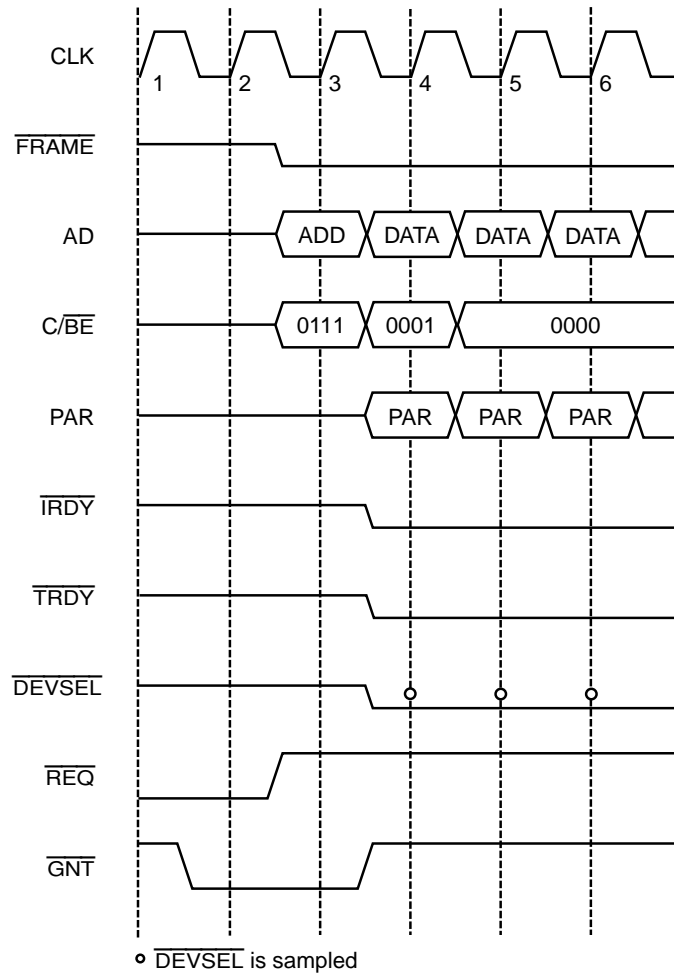 CLK
1 2 3 4 5 6
FRAME
AD ADD DATA DATA DATA
C/BE 0111 0001 0000
PAR PAR PAR PAR
IRDY
TRDY
DEVSEL
REQ
GNT
DEVSEL is sampled